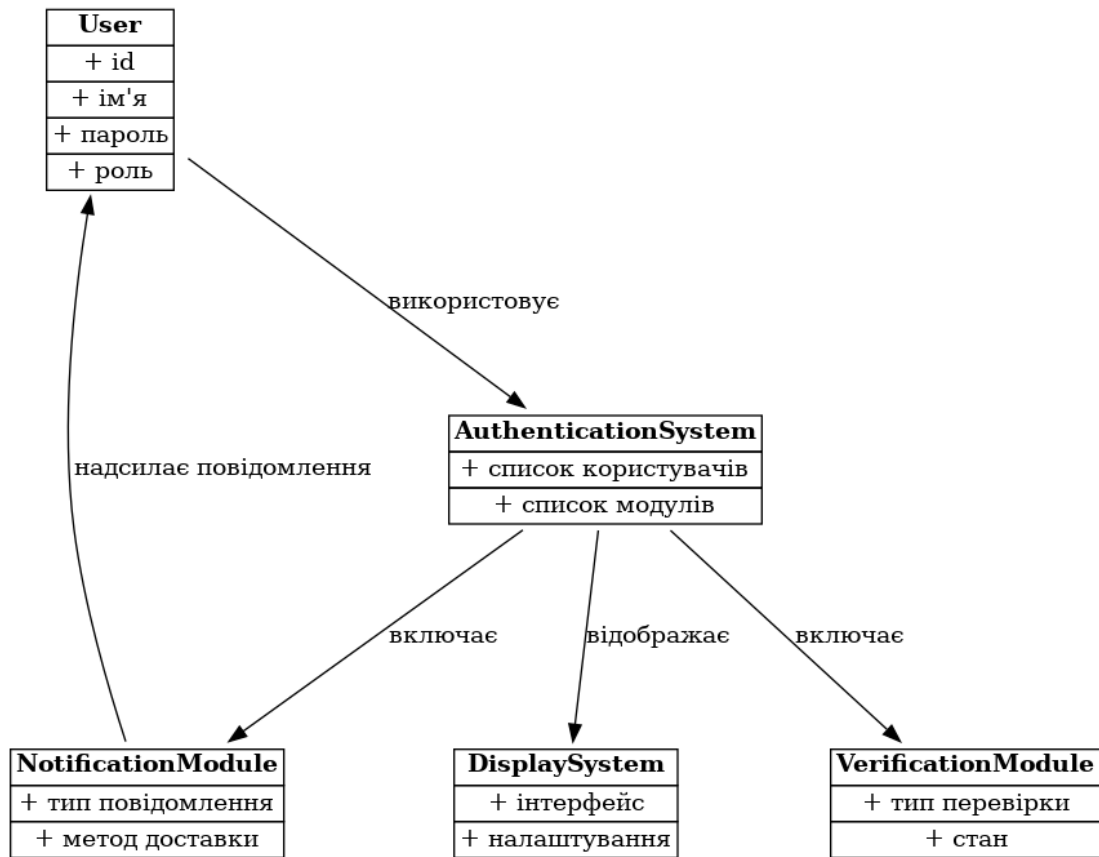 User
+ id
+ ім'я
+ пароль
+ роль
використовує
AuthenticationSystem
+ список користувачів
+ список модулів
надсилає повідомлення
включає
відображає
включає
NotificationModule
+ тип повідомлення
+ метод доставки
DisplaySystem
+ інтерфейс
+ налаштування
VerificationModule
+ тип перевірки
+ стан